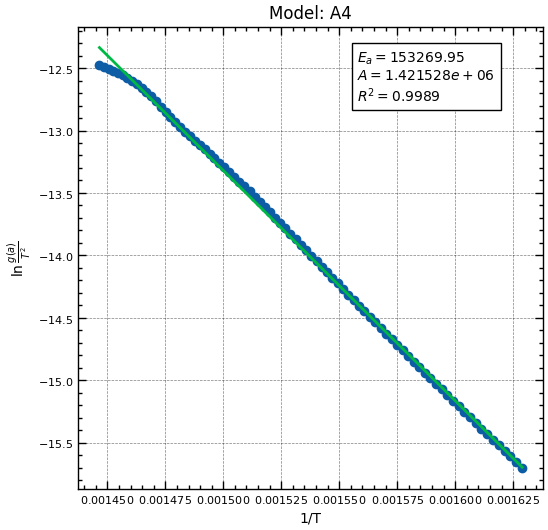 Model: A4
E_a = 153269.95
A = 1.421528e + 06
R² = 0.9989
−12.5
−13.0
−13.5
−14.0
−14.5
−15.0
−15.5
ln g(a)/T²
0.001450 0.001475 0.001500 0.001525 0.001550 0.001575 0.001600 0.001625
1/T